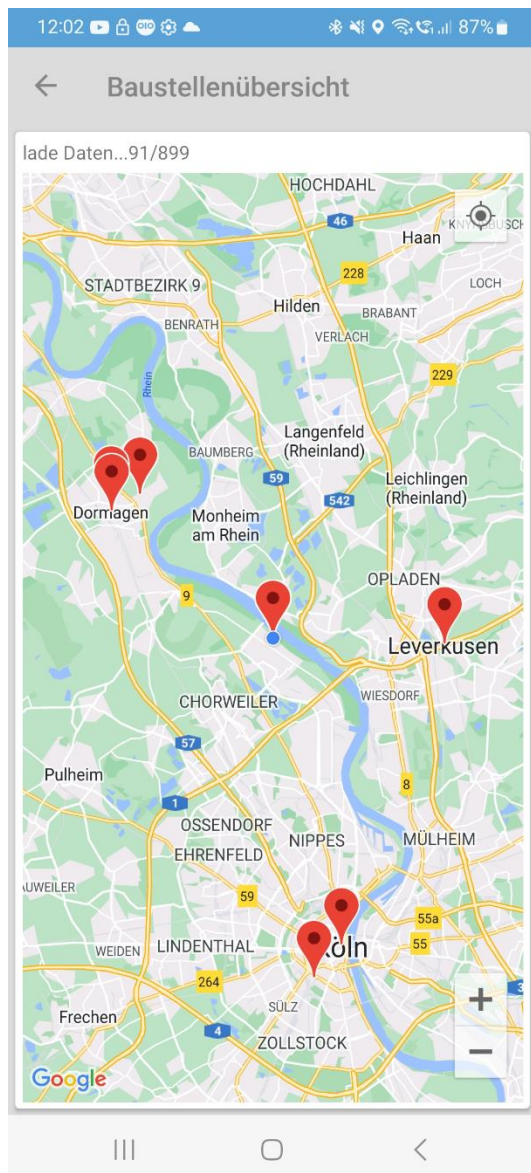 12:02 87%
Baustellenübersicht
lade Daten...91/899
HOCHDAHL
46
Haan
228
STADTBEZIRK 9
LOCH
Hilden
BRABANT
BENRATH
VERLACH
229
Rhein
Langenfeld
(Rheinland)
BAUMBERG
59
Leichlingen
(Rheinland)
542
Dormagen
Monheim
am Rhein
OPLADEN
9
Leverkusen
WIESDORF
CHORWEILER
57
Pulheim
8
1
OSSENDORF
NIPPES
MÜLHEIM
EHRENFELD
AUWEILER
59
55a
Köln
55
WEIDEN
LINDENTHAL
264
3
SÜLZ
Frechen
4
ZOLLSTOCK
+
−
Google